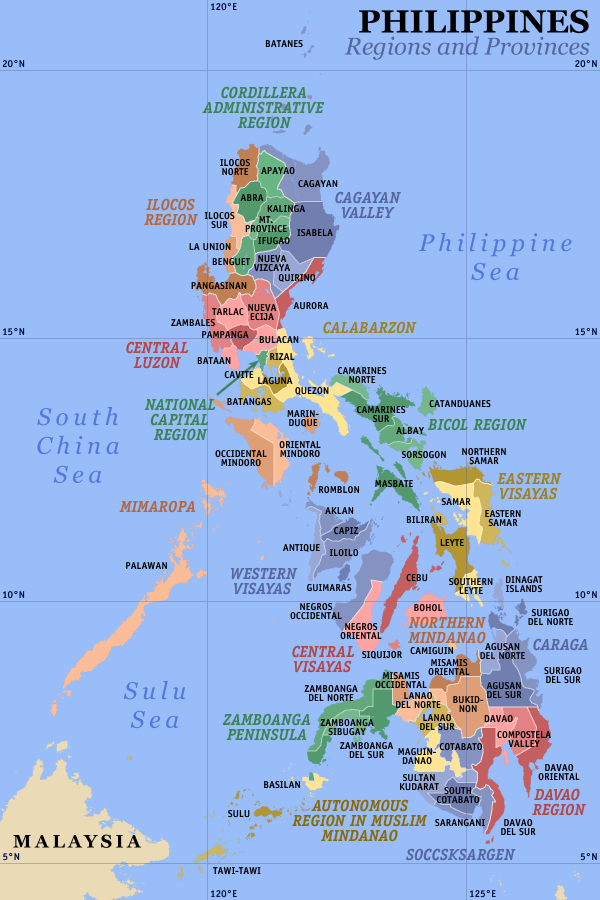 120°E
PHILIPPINES
Regions and Provinces
BATANES
20°N
20°N
CORDILLERA
ADMINISTRATIVE
REGION
ILOCOS
NORTE
APAYAO
CAGAYAN
ABRA
CAGAYAN
VALLEY
ILOCOS
REGION
KALINGA
ILOCOS
SUR
MT.
PROVINCE
ISABELA
IFUGAO
LA UNION
BENGUET
NUEVA
VIZCAYA
QUIRINO
Philippine
Sea
PANGASINAN
AURORA
TARLAC
NUEVA
ECIJA
ZAMBALES
PAMPANGA
BULACAN
CALABARZON
15°N
15°N
CENTRAL
LUZON
BATAAN
RIZAL
CAVITE
LAGUNA
QUEZON
CAMARINES
NORTE
BATANGAS
NATIONAL
CAPITAL
REGION
MARIN-
DUQUE
CAMARINES
SUR
CATANDUANES
ALBAY
BICOL REGION
South
China
Sea
OCCIDENTAL
MINDORO
ORIENTAL
MINDORO
SORSOGON
NORTHERN
SAMAR
ROMBLON
MASBATE
EASTERN
VISAYAS
SAMAR
MIMAROPA
AKLAN
BILIRAN
EASTERN
SAMAR
CAPIZ
ANTIQUE
ILOILO
LEYTE
PALAWAN
WESTERN
VISAYAS
GUIMARAS
CEBU
SOUTHERN
LEYTE
DINAGAT
ISLANDS
10°N
10°N
NEGROS
OCCIDENTAL
BOHOL
SURIGAO
DEL NORTE
NEGROS
ORIENTAL
NORTHERN
MINDANAO
CENTRAL
VISAYAS
SIQUIJOR
CAMIGUIN
AGUSAN
DEL NORTE
CARAGA
MISAMIS
ORIENTAL
SURIGAO
DEL SUR
MISAMIS
OCCIDENTAL
Sulu
Sea
ZAMBOANGA
DEL NORTE
LANAO
DEL NORTE
BUKID-
NON
AGUSAN
DEL SUR
ZAMBOANGA
PENINSULA
ZAMBOANGA
SIBUGAY
LANAO
DEL SUR
DAVAO
COMPOSTELA
VALLEY
ZAMBOANGA
DEL SUR
MAGUIN-
DANAO
COTABATO
DAVAO
ORIENTAL
BASILAN
SULTAN
KUDARAT
SOUTH
COTABATO
DAVAO
REGION
SULU
AUTONOMOUS
REGION IN MUSLIM
MINDANAO
SARANGANI
DAVAO
DEL SUR
MALAYSIA
SOCCSKSARGEN
5°N
5°N
TAWI-TAWI
120°E
125°E